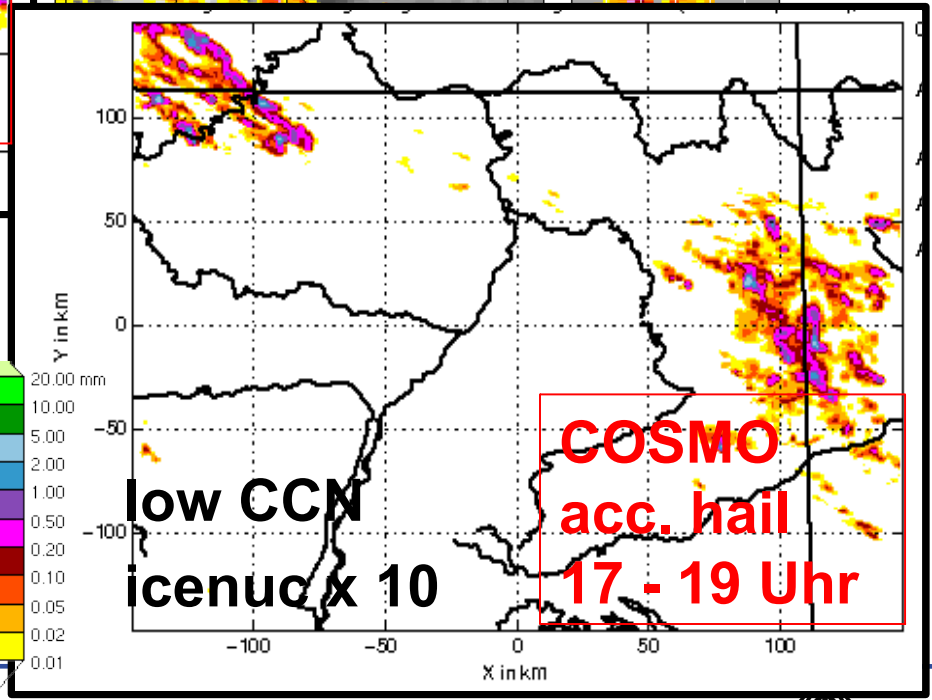 100
50
0
−50
−100
Y in km
−100 −50 0 50 100
X in km
20.00 mm
10.00
5.00
2.00
1.00
0.50
0.20
0.10
0.05
0.02
0.01
low CCN
icenuc x 10
COSMO
acc. hail
17 - 19 Uhr